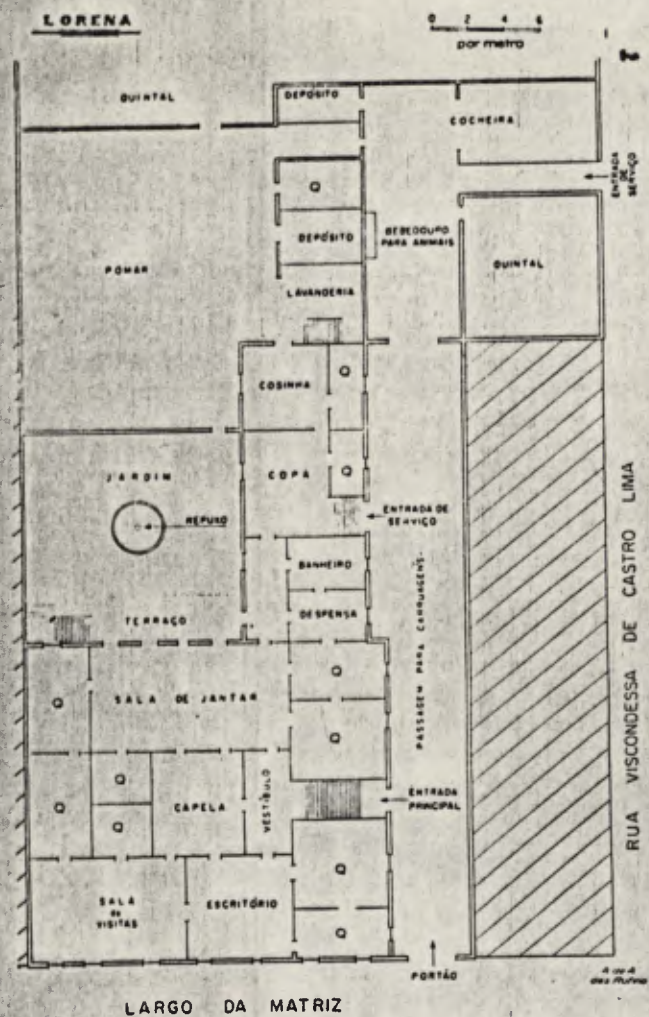 LORENA
0 2 4 6
por metro
QUINTAL
DEPÓSITO
COCHEIRA
ENTRADA
DE
SERVIÇO
Q
DEPÓSITO
BEBEDOURO
PARA ANIMAIS
QUINTAL
POMAR
LAVANDERIA
COSINHA
Q
JARDIM
COPA
Q
REPUXO
ENTRADA DE
SERVIÇO
BANHEIRO
TERRAÇO
DESPENSA
PASSAGEM PARA CARRUAGENS
RUA VISCONDESSA DE CASTRO LIMA
Q
SALA DE JANTAR
Q
Q
Q
Q
Q
CAPELA
VESTÍBULO
ENTRADA
PRINCIPAL
SALA
de
VISITAS
ESCRITÓRIO
Q
Q
PORTÃO
LARGO DA MATRIZ